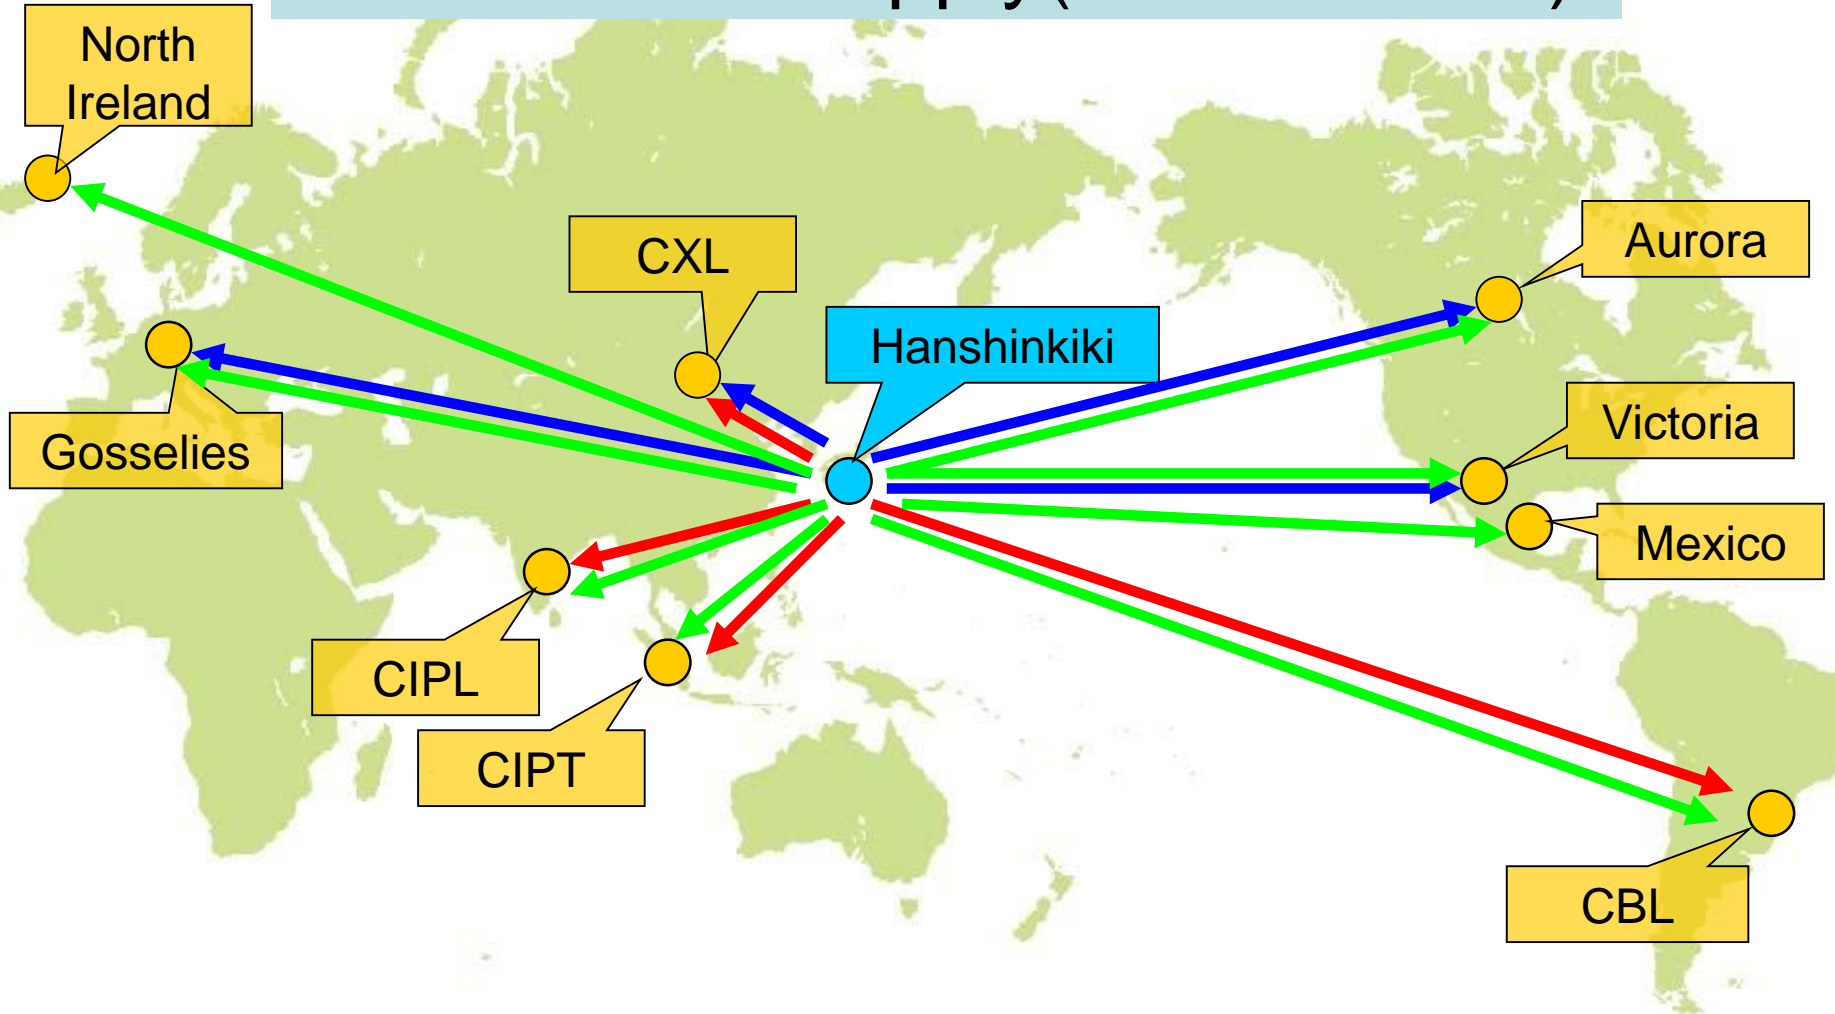 North
Ireland
CXL
Aurora
Hanshinkiki
Victoria
Gosselies
Mexico
CIPL
CIPT
CBL